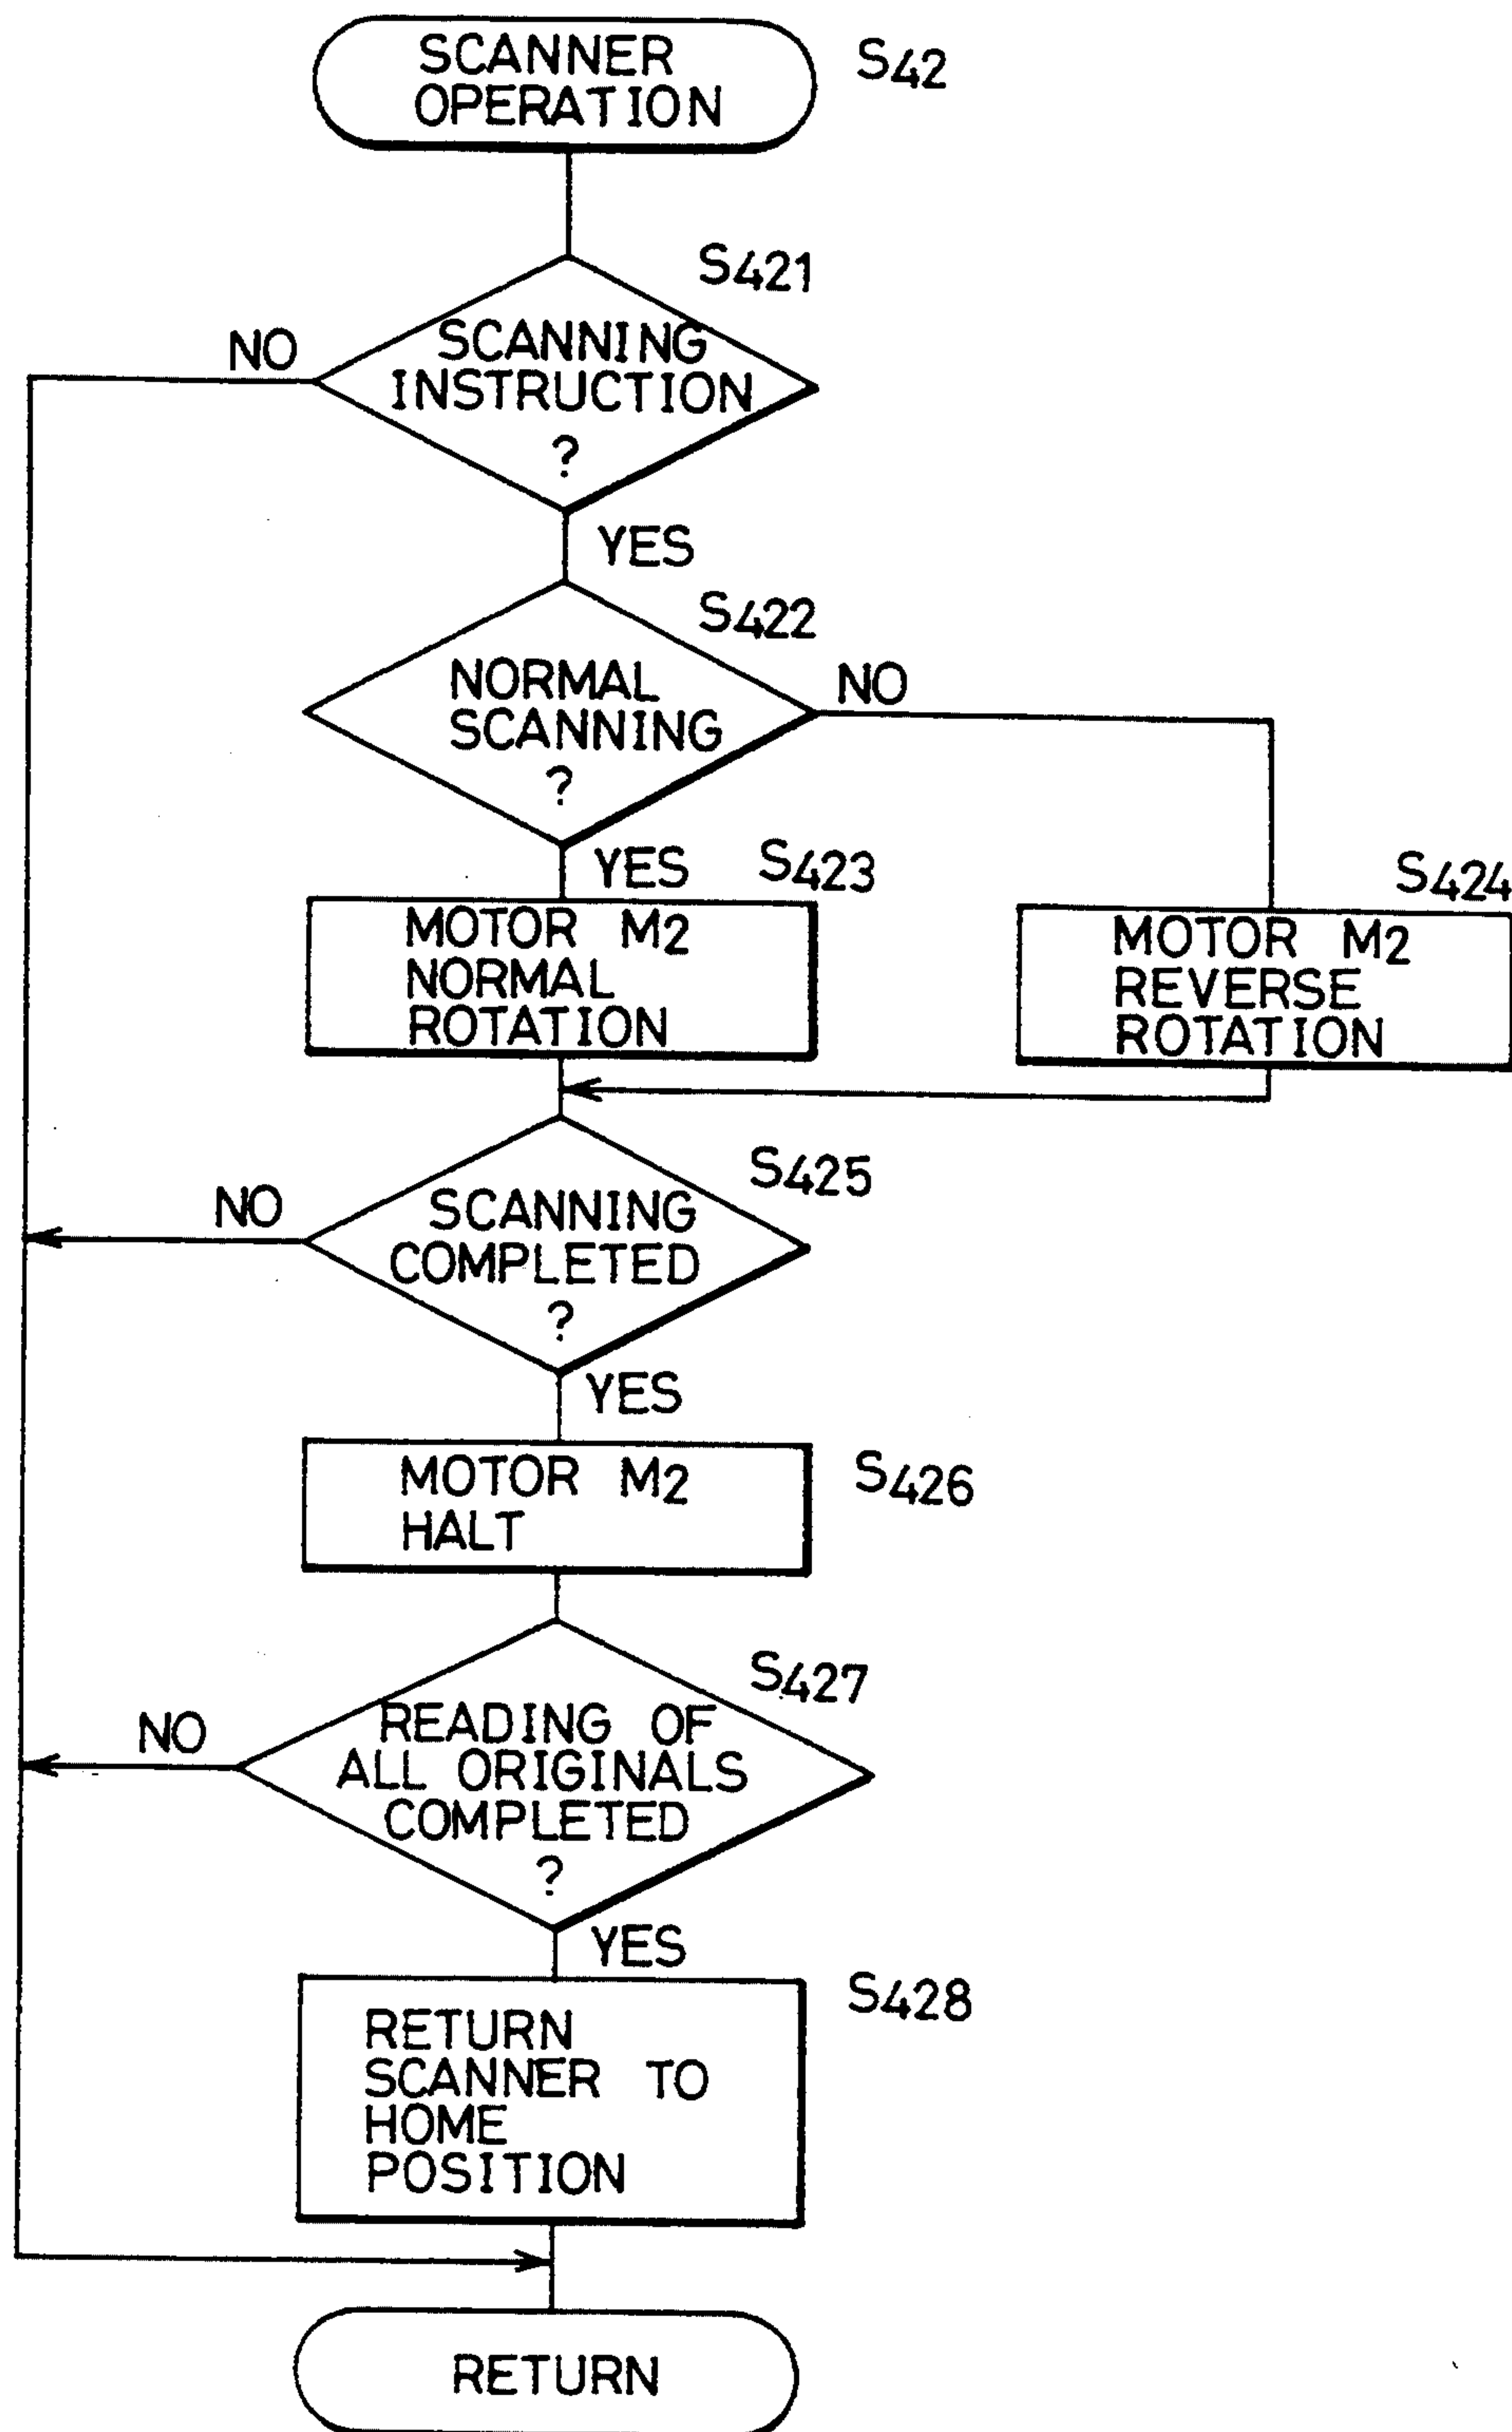 SCANNER
OPERATION
S42
S421
NO
SCANNING
INSTRUCTION
?
YES
S422
NORMAL
SCANNING
?
NO
YES
S423
S424
MOTOR M2
NORMAL
ROTATION
MOTOR M2
REVERSE
ROTATION
S425
NO
SCANNING
COMPLETED
?
YES
MOTOR M2
HALT
S426
S427
NO
READING OF
ALL ORIGINALS
COMPLETED
?
YES
S428
RETURN
SCANNER TO
HOME
POSITION
RETURN